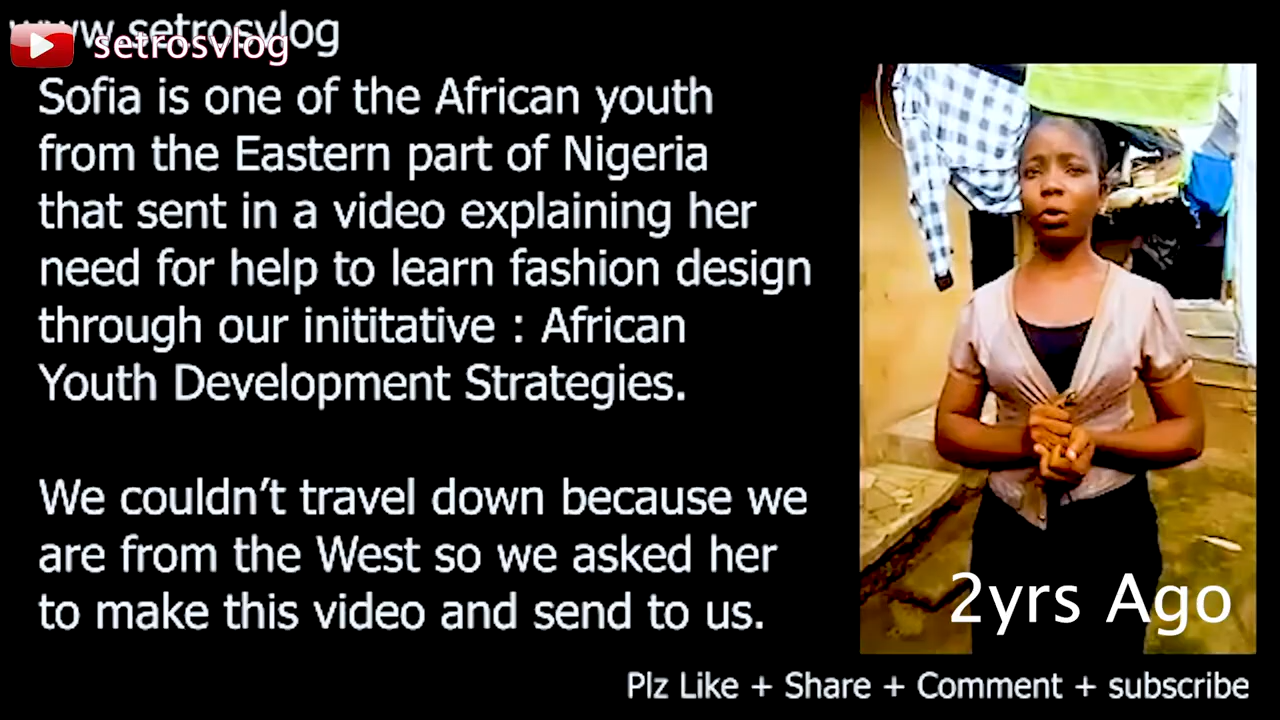 www.setrosvlog
setrosvlog
Sofia is one of the African youth
from the Eastern part of Nigeria
that sent in a video explaining her
need for help to learn fashion design
through our inititative : African
Youth Development Strategies.
We couldn't travel down because we
are from the West so we asked her
to make this video and send to us.
2yrs Ago
Plz Like + Share + Comment + subscribe